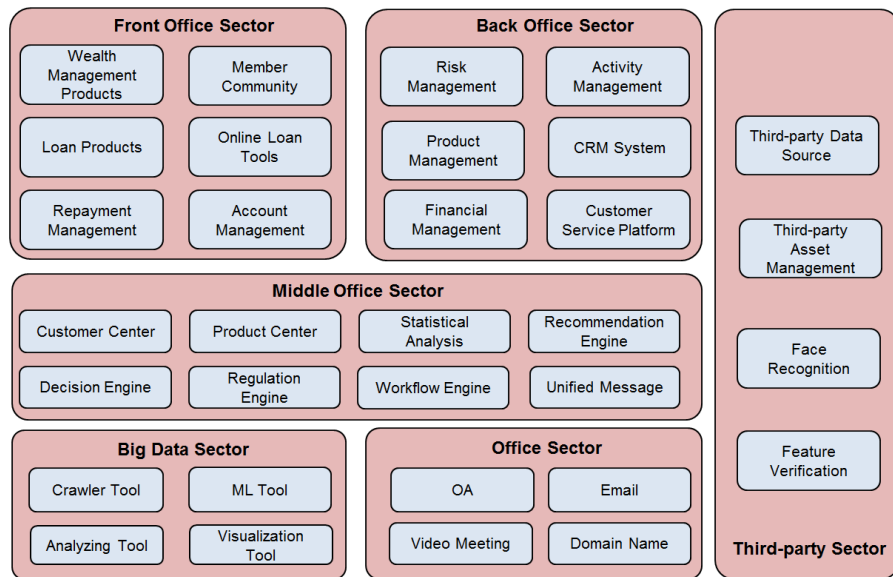 Front Office Sector
Wealth
Management
Products
Member
Community
Loan Products
Online Loan
Tools
Repayment
Management
Account
Management
Back Office Sector
Risk
Management
Activity
Management
Product
Management
CRM System
Financial
Management
Customer
Service Platform
Middle Office Sector
Customer Center
Product Center
Statistical
Analysis
Recommendation
Engine
Decision Engine
Regulation
Engine
Workflow Engine
Unified Message
Big Data Sector
Crawler Tool
ML Tool
Analyzing Tool
Visualization
Tool
Office Sector
OA
Email
Video Meeting
Domain Name
Third-party Data
Source
Third-party
Asset
Management
Face
Recognition
Feature
Verification
Third-party Sector